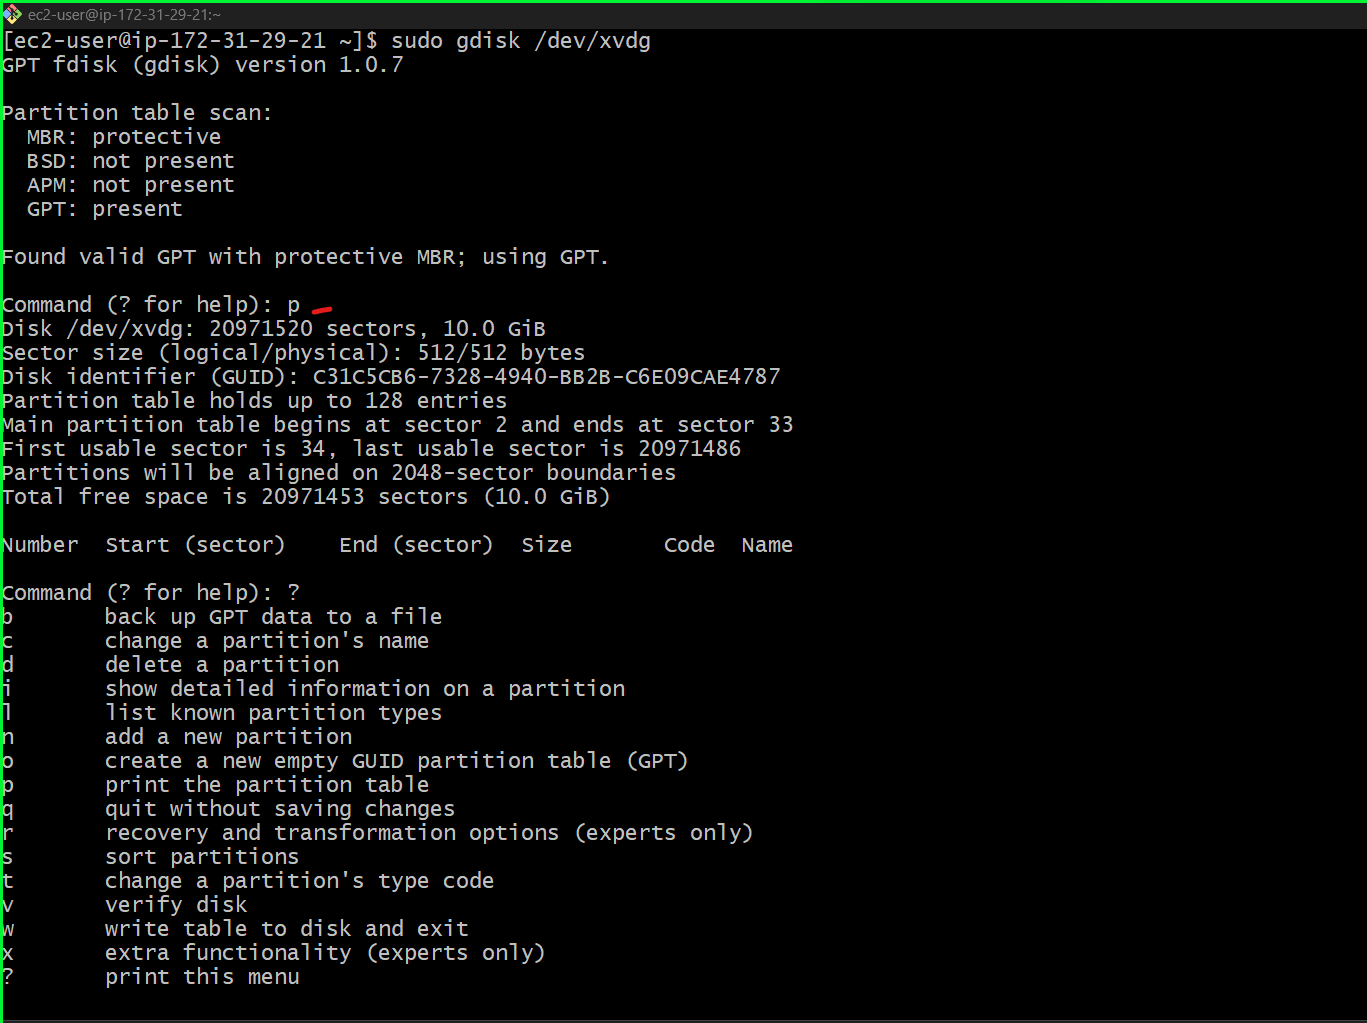 ec2-user@ip-172-31-29-21:~
[ec2-user@ip-172-31-29-21 ~]$ sudo gdisk /dev/xvdg
GPT fdisk (gdisk) version 1.0.7
Partition table scan:
  MBR: protective
  BSD: not present
  APM: not present
  GPT: present
Found valid GPT with protective MBR; using GPT.
Command (? for help): p
Disk /dev/xvdg: 20971520 sectors, 10.0 GiB
Sector size (logical/physical): 512/512 bytes
Disk identifier (GUID): C31C5CB6-7328-4940-BB2B-C6E09CAE4787
Partition table holds up to 128 entries
Main partition table begins at sector 2 and ends at sector 33
First usable sector is 34, last usable sector is 20971486
Partitions will be aligned on 2048-sector boundaries
Total free space is 20971453 sectors (10.0 GiB)
Number  Start (sector)    End (sector)  Size       Code  Name
Command (? for help): ?
b       back up GPT data to a file
c       change a partition's name
d       delete a partition
i       show detailed information on a partition
l       list known partition types
n       add a new partition
o       create a new empty GUID partition table (GPT)
p       print the partition table
q       quit without saving changes
r       recovery and transformation options (experts only)
s       sort partitions
t       change a partition's type code
v       verify disk
w       write table to disk and exit
x       extra functionality (experts only)
?       print this menu